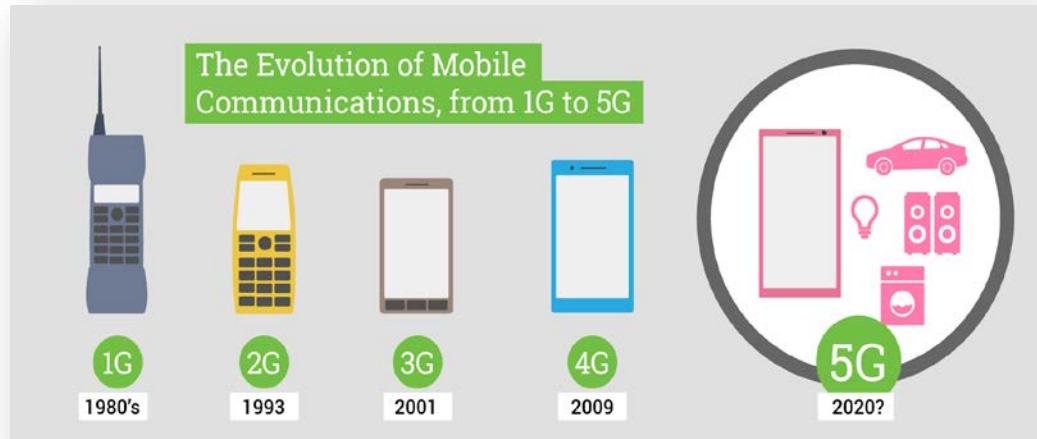 The Evolution of Mobile
Communications, from 1G to 5G
1G
1980's
2G
1993
3G
2001
4G
2009
5G
2020?